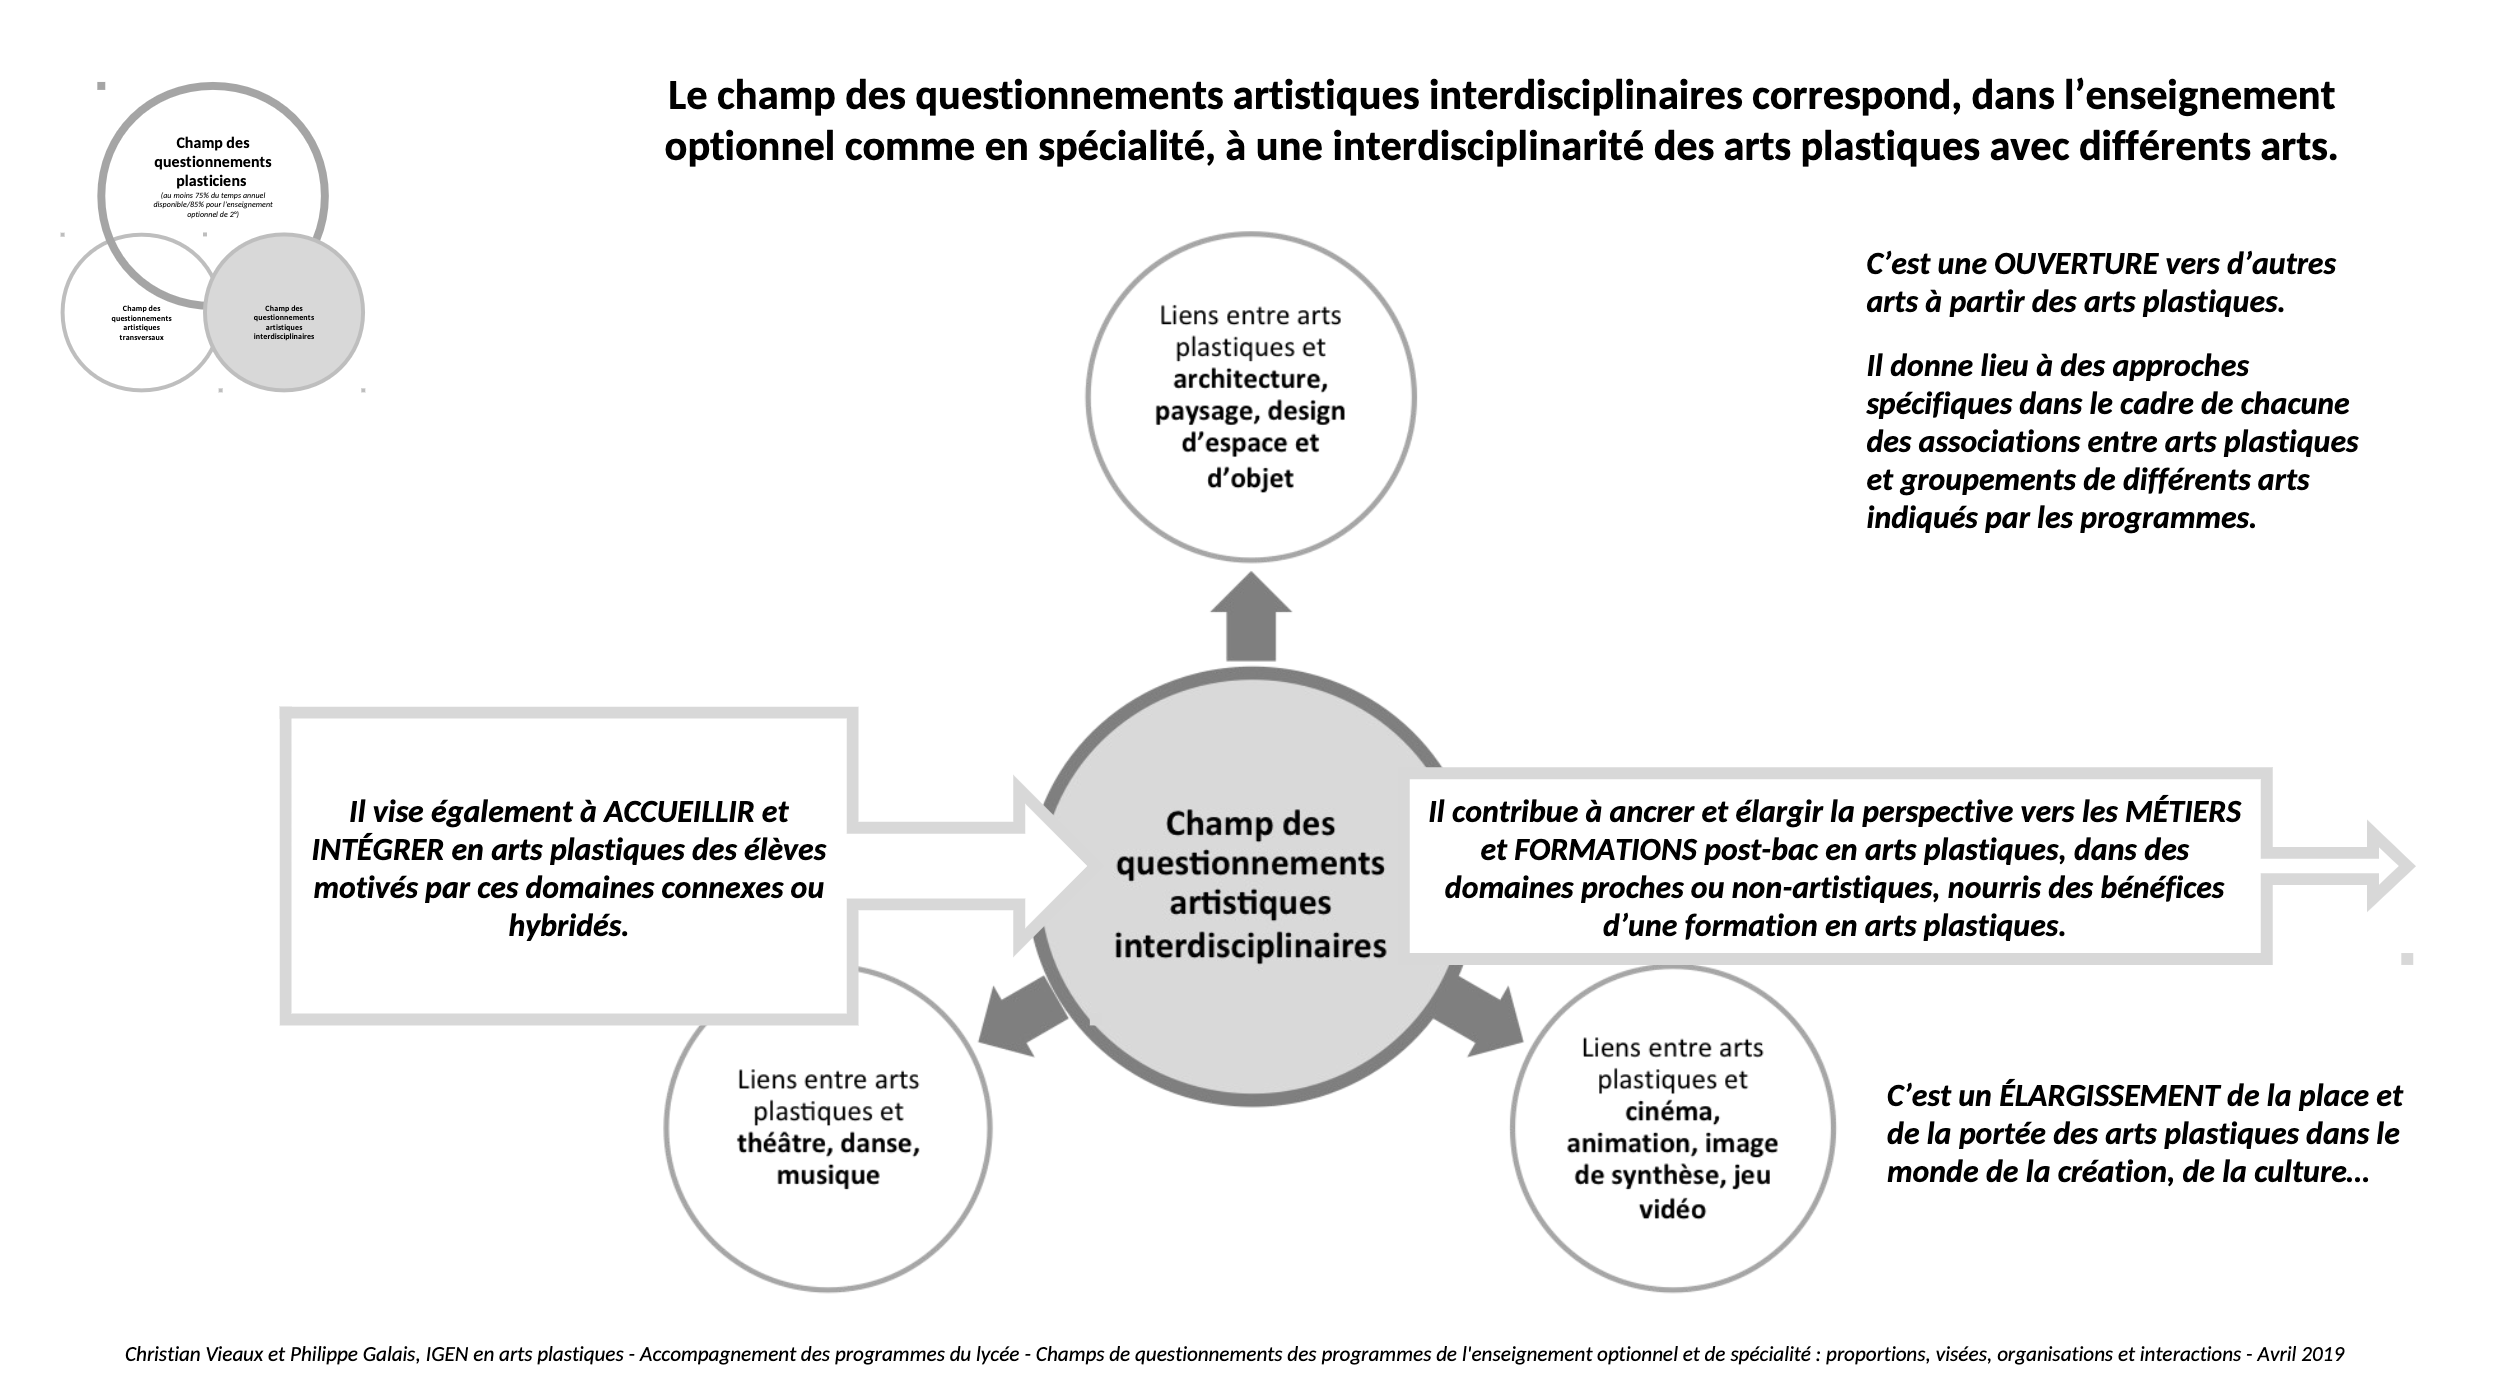 Le champ des questionnements artistiques interdisciplinaires correspond, dans l’enseignement
optionnel comme en spécialité, à une interdisciplinarité des arts plastiques avec différents arts.
Champ des
questionnements
plasticiens
(au moins 75% du temps annuel
disponible/85% pour l'enseignement
optionnel de 2°)
Champ des
questionnements
artistiques
transversaux
Champ des
questionnements
artistiques
interdisciplinaires
C’est une OUVERTURE vers d’autres
arts à partir des arts plastiques.
Il donne lieu à des approches
spécifiques dans le cadre de chacune
des associations entre arts plastiques
et groupements de différents arts
indiqués par les programmes.
Liens entre arts
plastiques et
architecture,
paysage, design
d’espace et
d’objet
Il vise également à ACCUEILLIR et
INTÉGRER en arts plastiques des élèves
motivés par ces domaines connexes ou
hybridés.
Champ des
questionnements
artistiques
interdisciplinaires
Il contribue à ancrer et élargir la perspective vers les MÉTIERS
et FORMATIONS post-bac en arts plastiques, dans des
domaines proches ou non-artistiques, nourris des bénéfices
d’une formation en arts plastiques.
Liens entre arts
plastiques et
théâtre, danse,
musique
Liens entre arts
plastiques et
cinéma,
animation, image
de synthèse, jeu
vidéo
C’est un ÉLARGISSEMENT de la place et
de la portée des arts plastiques dans le
monde de la création, de la culture…
Christian Vieaux et Philippe Galais, IGEN en arts plastiques - Accompagnement des programmes du lycée - Champs de questionnements des programmes de l'enseignement optionnel et de spécialité : proportions, visées, organisations et interactions - Avril 2019